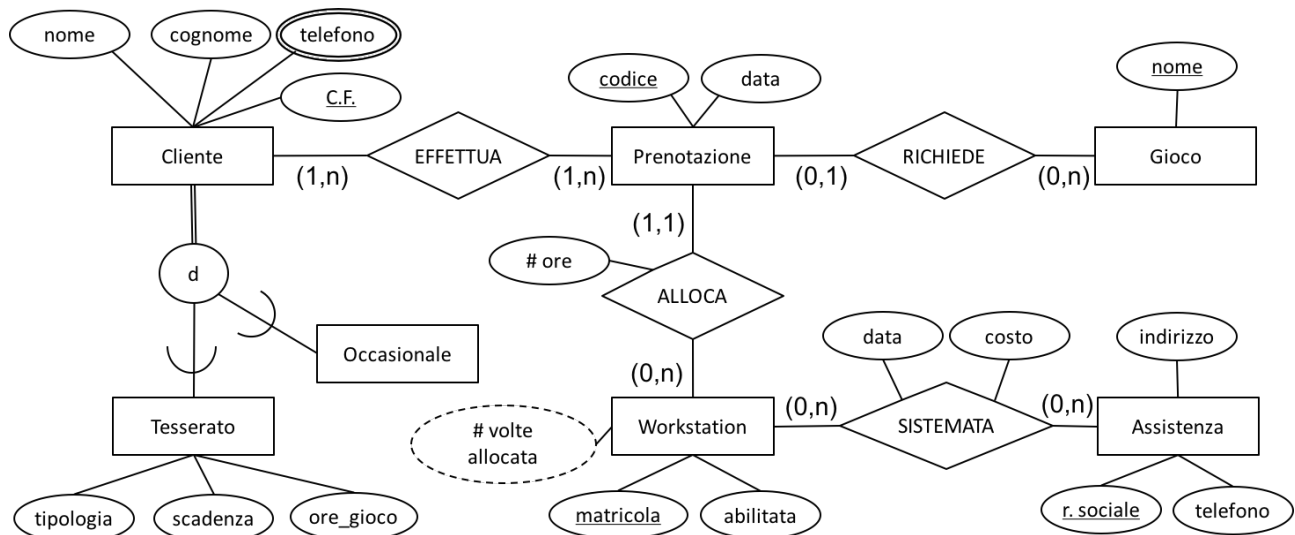 nome
cognome
telefono
C.F.
codice
data
nome
Cliente
EFFETTUA
Prenotazione
RICHIEDE
Gioco
(1,n)
(1,n)
(0,1)
(0,n)
(1,1)
# ore
d
ALLOCA
Occasionale
data
costo
indirizzo
(0,n)
(0,n)
(0,n)
Tesserato
# volte
allocata
Workstation
SISTEMATA
Assistenza
tipologia
scadenza
ore_gioco
matricola
abilitata
r. sociale
telefono